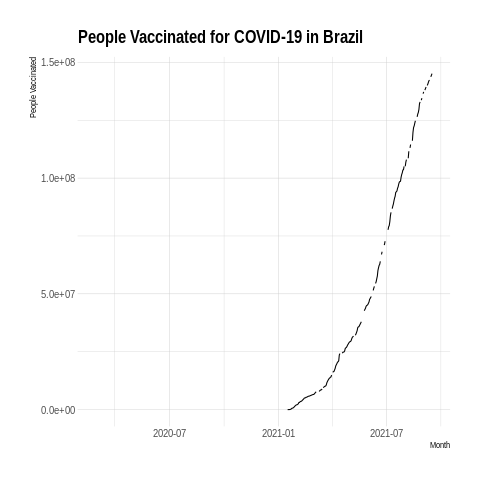 People Vaccinated for COVID-19 in Brazil
People Vaccinated
1.5e+08
1.0e+08
5.0e+07
0.0e+00
2020-07 2021-01 2021-07
Month